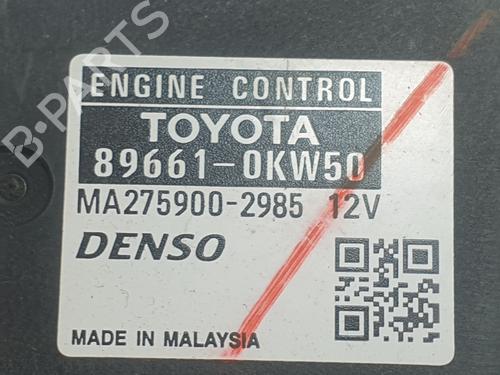 B-PARTS
ENGINE CONTROL
TOYOTA
89661-0KW50
MA275900-2985 12V
DENSO
MADE IN MALAYSIA